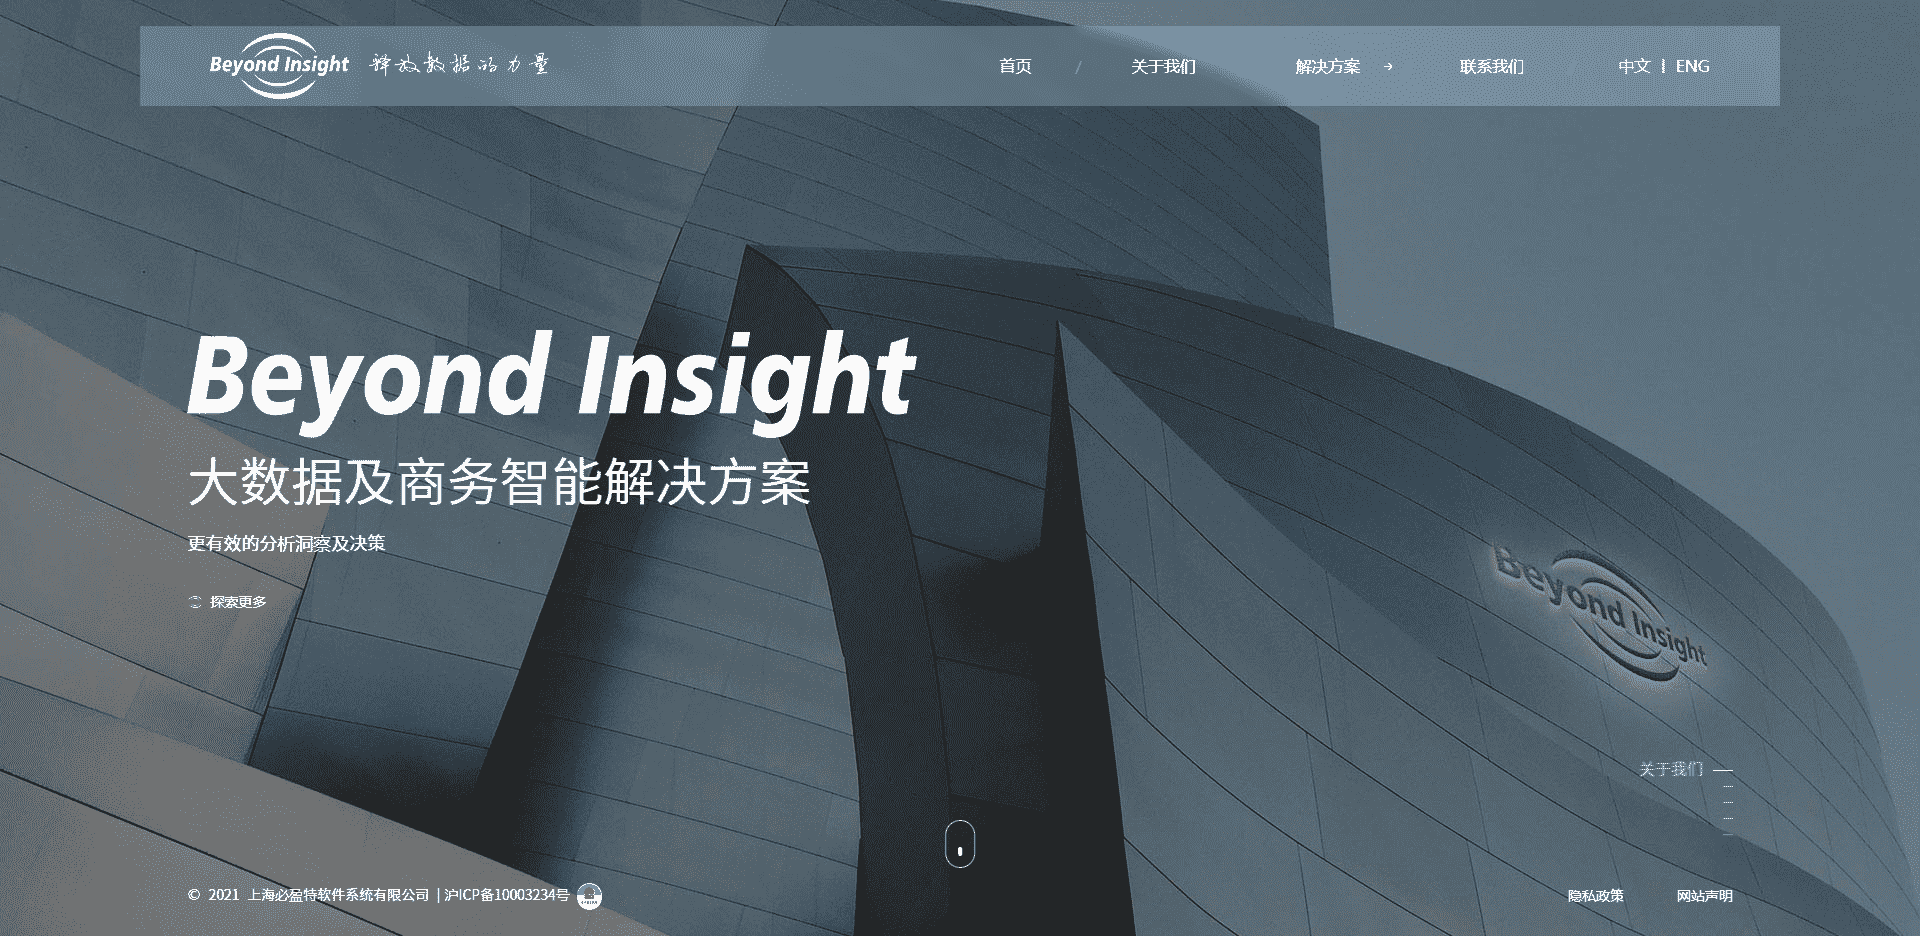 Beyond Insight 释放数据的力量
首页 / 关于我们 解决方案 → 联系我们 中文 | ENG
Beyond Insight
大数据及商务智能解决方案
更有效的分析洞察及决策
探索更多
Beyond Insight
关于我们
© 2021 上海必盈特软件系统有限公司 | 沪ICP备10003234号
隐私政策 网站声明